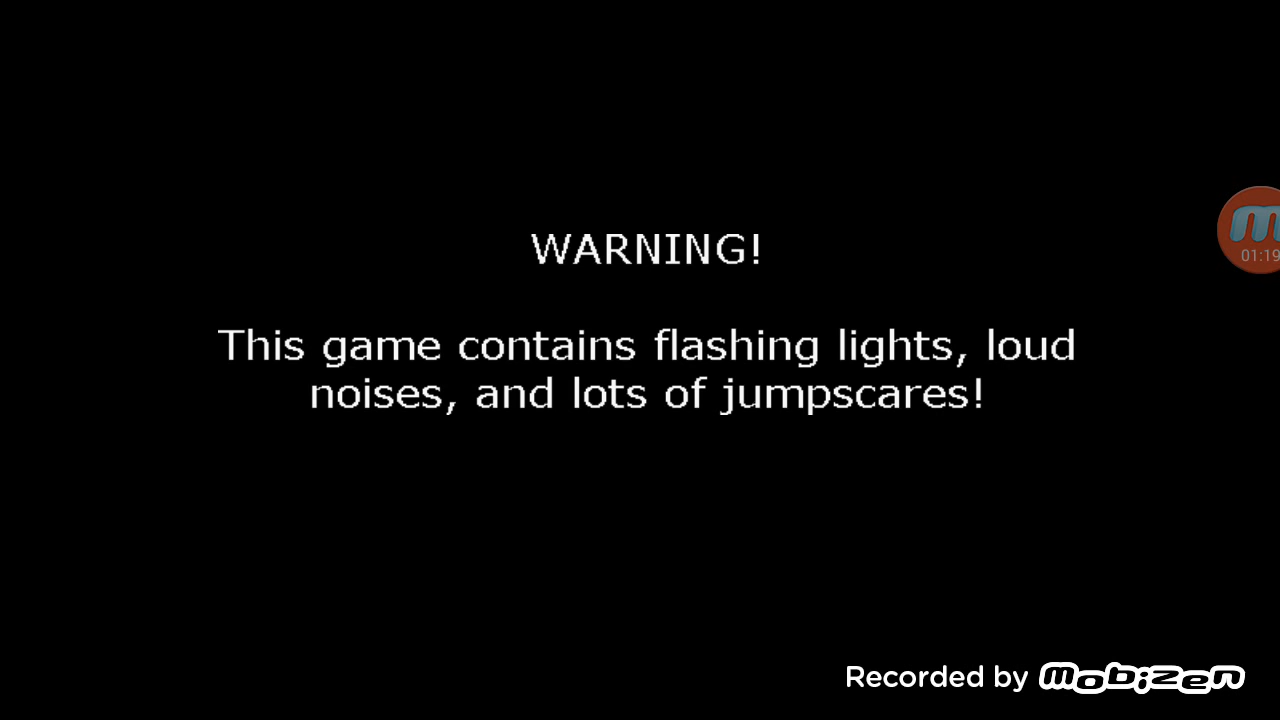 WARNING!
This game contains flashing lights, loud
noises, and lots of jumpscares!
01:19
Recorded by mobizen